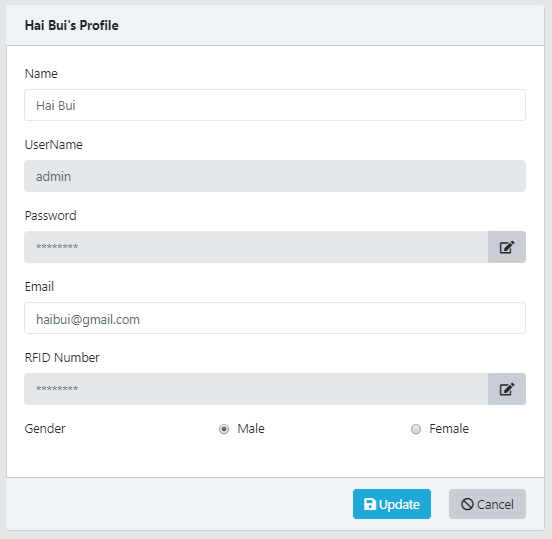 Hai Bui's Profile
Name
Hai Bui
UserName
admin
Password
********
Email
haibui@gmail.com
RFID Number
********
Gender Male Female
Update Cancel